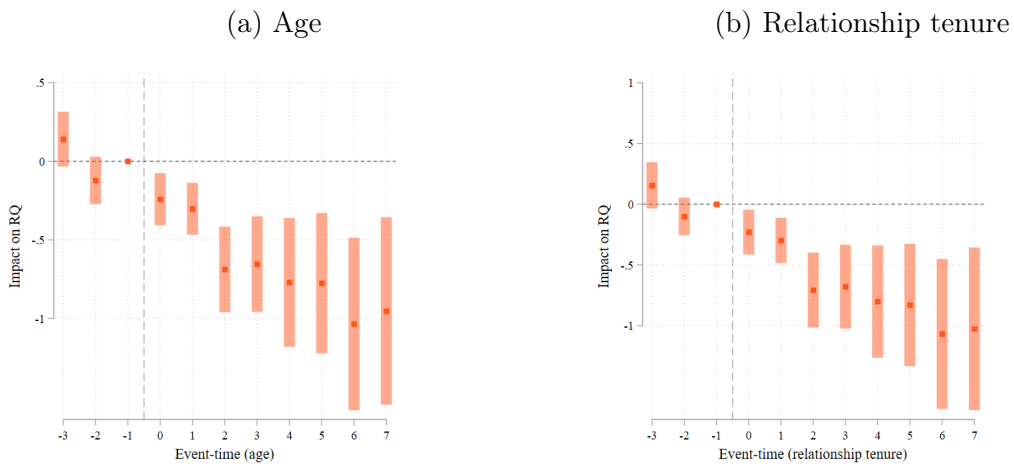 (a) Age
.5
0
-.5
-1
Impact on RQ
-3 -2 -1 0 1 2 3 4 5 6 7
Event-time (age)
(b) Relationship tenure
1
.5
0
-.5
-1
Impact on RQ
-3 -2 -1 0 1 2 3 4 5 6 7
Event-time (relationship tenure)